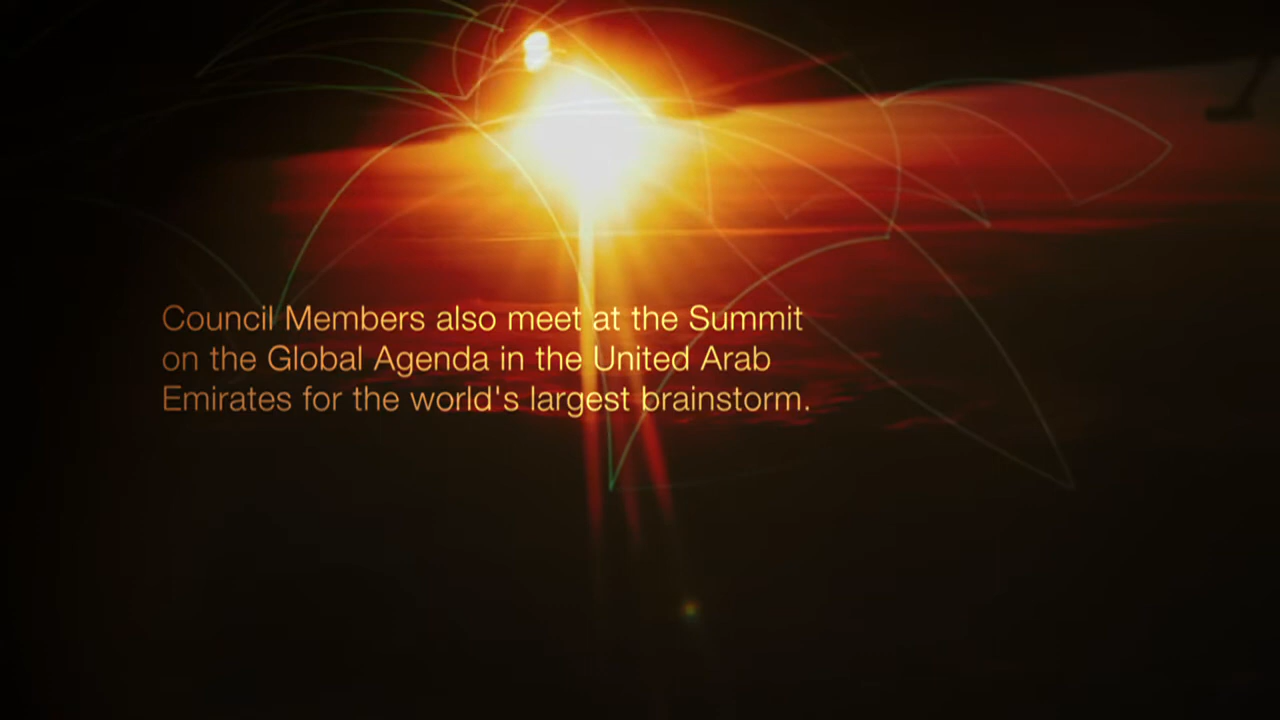 Council Members also meet at the Summit
on the Global Agenda in the United Arab
Emirates for the world's largest brainstorm.